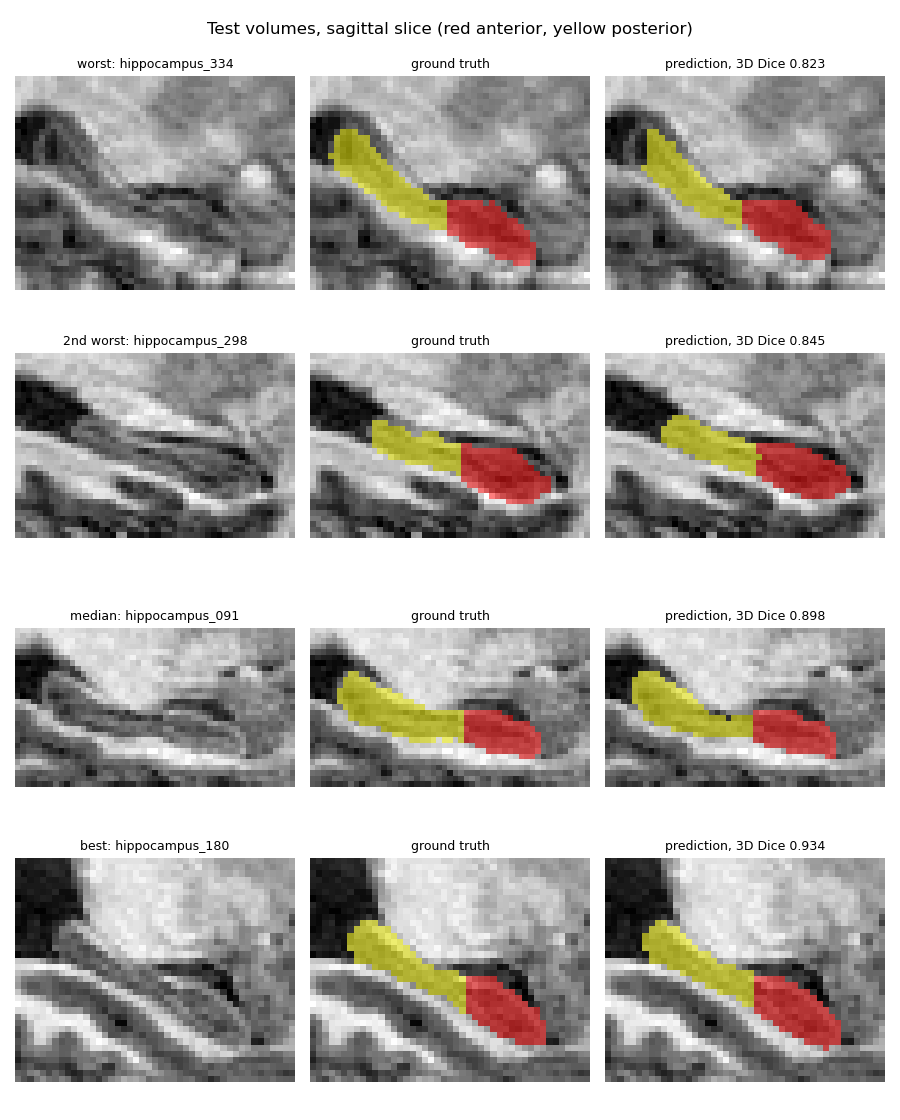 Test volumes, sagittal slice (red anterior, yellow posterior)
worst: hippocampus_334
ground truth
prediction, 3D Dice 0.823
2nd worst: hippocampus_298
ground truth
prediction, 3D Dice 0.845
median: hippocampus_091
ground truth
prediction, 3D Dice 0.898
best: hippocampus_180
ground truth
prediction, 3D Dice 0.934